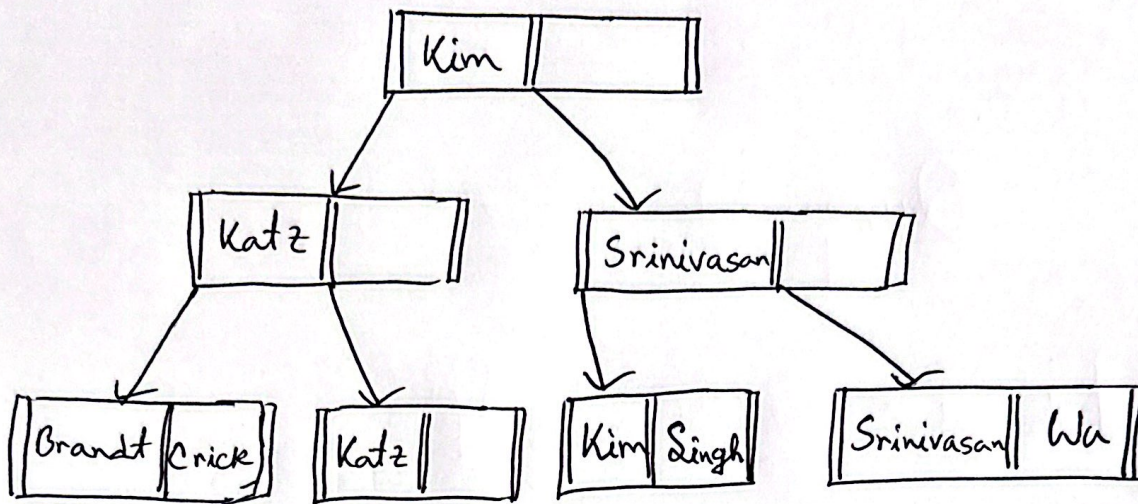 Kim
Katz
Srinivasan
Brandt Crick
Katz
Kim Singh
Srinivasan Wu